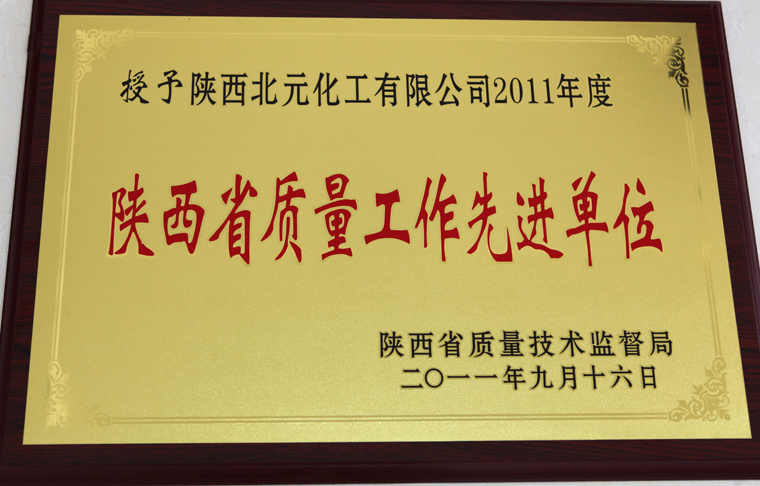 授予陕西北元化工有限公司2011年度
陕西省质量工作先进单位
陕西省质量技术监督局
二〇一一年九月十六日